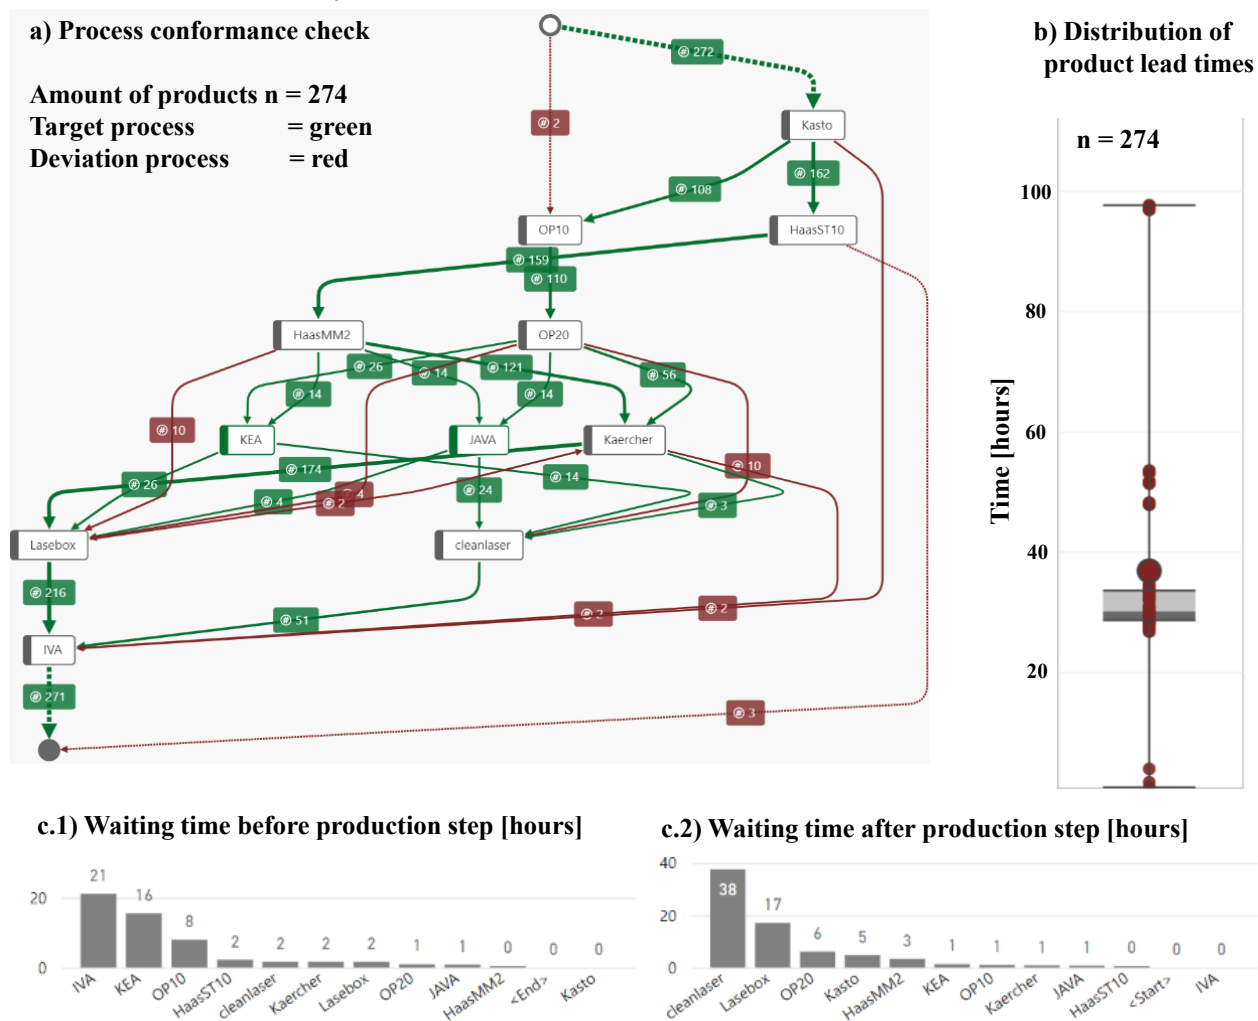 a) Process conformance check
Amount of products n = 274
Target process = green
Deviation process = red
# 272
# 2
Kasto
# 108
# 162
OP10
HaasST10
# 159
# 110
HaasMM2
OP20
# 26
# 14
# 121
# 56
# 14
# 14
# 10
KEA
JAVA
Kaercher
# 174
# 10
# 26
# 14
# 4
# 4
# 2
# 24
# 3
Lasebox
cleanlaser
# 216
# 51
# 2
# 2
IVA
# 271
# 3
b) Distribution of
product lead times
n = 274
100
80
60
40
20
Time [hours]
c.1) Waiting time before production step [hours]
20
0
21
16
8
2
2
2
2
1
1
0
0
0
IVA
KEA
OP10
HaasST10
cleanlaser
Kaercher
Lasebox
OP20
JAVA
HaasMM2
<End>
Kasto
c.2) Waiting time after production step [hours]
40
20
0
38
17
6
5
3
1
1
1
1
0
0
0
cleanlaser
Lasebox
OP20
Kasto
HaasMM2
KEA
OP10
Kaercher
JAVA
HaasST10
<Start>
IVA